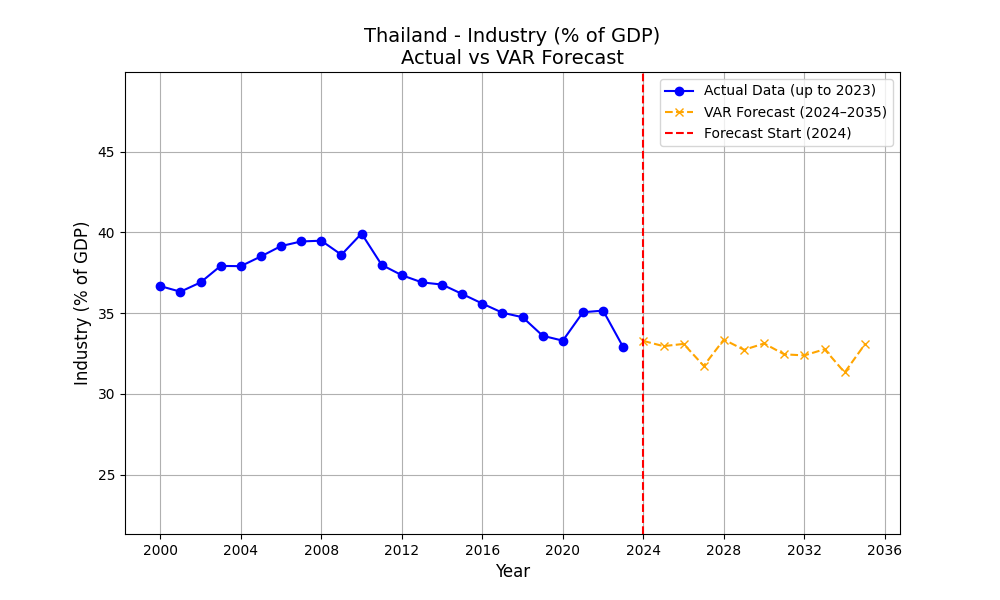 Thailand - Industry (% of GDP)
Actual vs VAR Forecast
Actual Data (up to 2023)
VAR Forecast (2024–2035)
Forecast Start (2024)
Industry (% of GDP)
45
40
35
30
25
2000
2004
2008
2012
2016
2020
2024
2028
2032
2036
Year